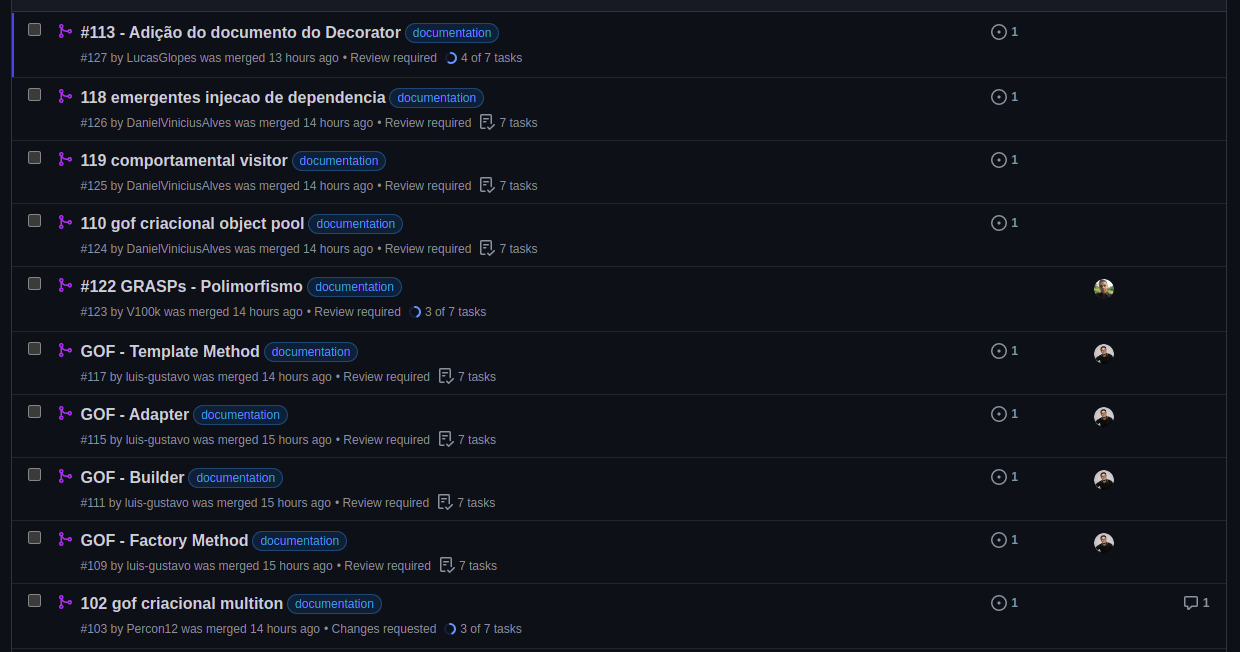 #113 - Adição do documento do Decorator documentation 1
#127 by LucasGlopes was merged 13 hours ago • Review required 4 of 7 tasks
118 emergentes injecao de dependencia documentation 1
#126 by DanielViniciusAlves was merged 14 hours ago • Review required 7 tasks
119 comportamental visitor documentation 1
#125 by DanielViniciusAlves was merged 14 hours ago • Review required 7 tasks
110 gof criacional object pool documentation 1
#124 by DanielViniciusAlves was merged 14 hours ago • Review required 7 tasks
#122 GRASPs - Polimorfismo documentation
#123 by V100k was merged 14 hours ago • Review required 3 of 7 tasks
GOF - Template Method documentation 1
#117 by luis-gustavo was merged 14 hours ago • Review required 7 tasks
GOF - Adapter documentation 1
#115 by luis-gustavo was merged 15 hours ago • Review required 7 tasks
GOF - Builder documentation 1
#111 by luis-gustavo was merged 15 hours ago • Review required 7 tasks
GOF - Factory Method documentation 1
#109 by luis-gustavo was merged 15 hours ago • Review required 7 tasks
102 gof criacional multiton documentation 1 1
#103 by Percon12 was merged 14 hours ago • Changes requested 3 of 7 tasks